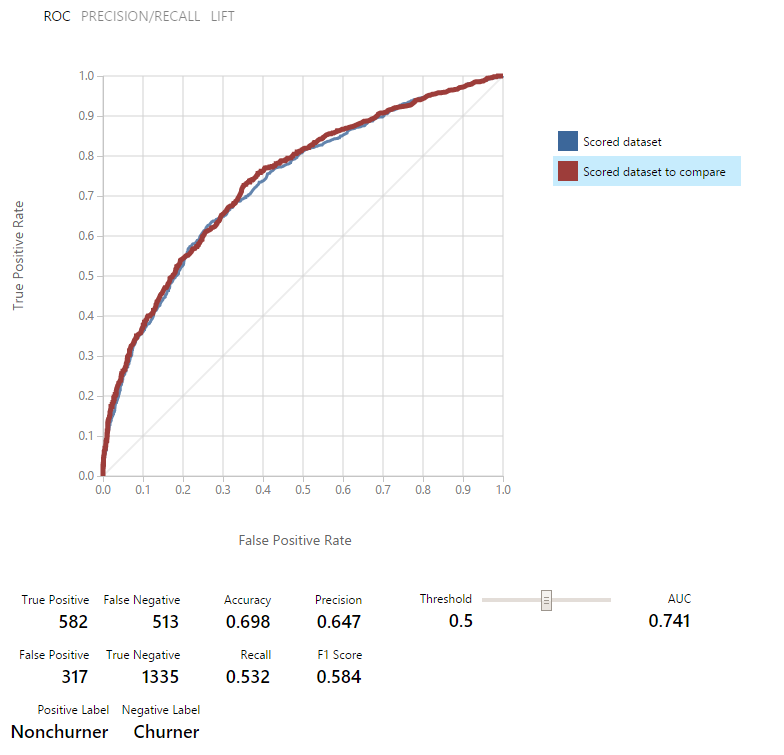 ROC PRECISION/RECALL LIFT
1.0
0.9
0.8
0.7
0.6
0.5
0.4
0.3
0.2
0.1
0.0
True Positive Rate
0.0 0.1 0.2 0.3 0.4 0.5 0.6 0.7 0.8 0.9 1.0
False Positive Rate
Scored dataset
Scored dataset to compare
True Positive False Negative Accuracy Precision Threshold AUC
582 513 0.698 0.647 0.5 0.741
False Positive True Negative Recall F1 Score
317 1335 0.532 0.584
Positive Label Negative Label
Nonchurner Churner